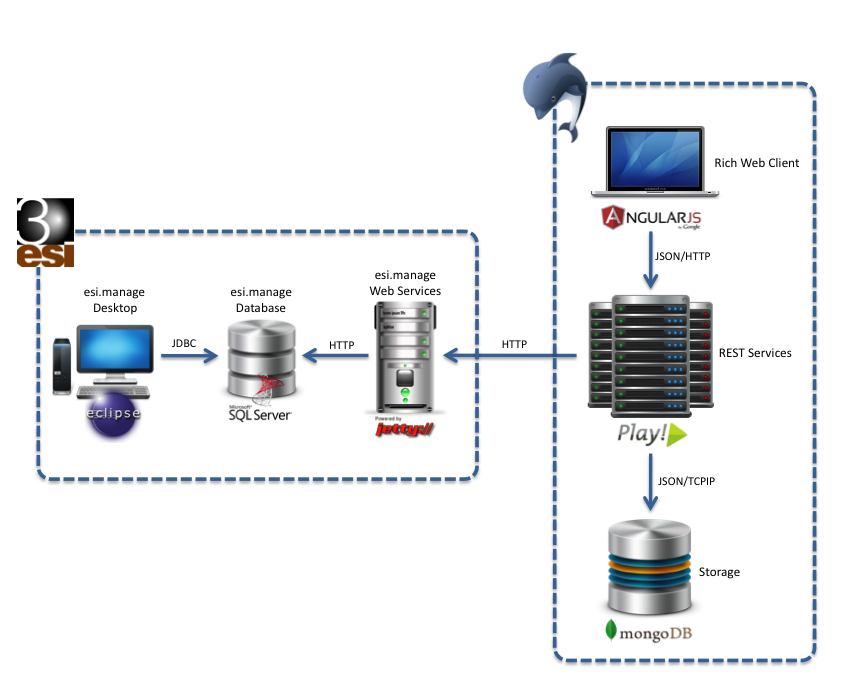 Rich Web Client
ANGULARJS
by Google
JSON/HTTP
3
esi
esi.manage
Desktop
esi.manage
Database
esi.manage
Web Services
JDBC
HTTP
HTTP
REST Services
eclipse
Microsoft
SQL Server
Powered by
jetty://
Play!
JSON/TCPIP
Storage
mongoDB